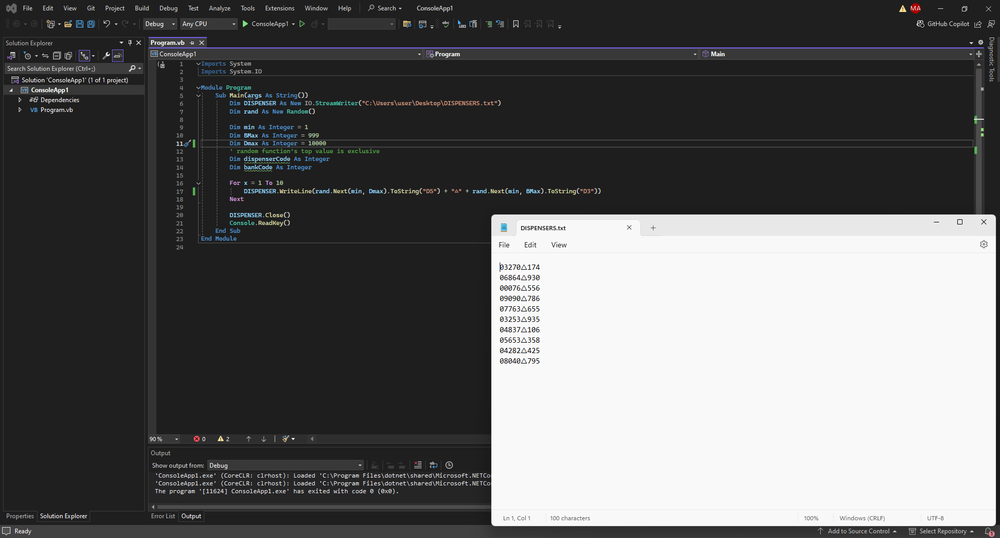 File Edit View Git Project Build Debug Test Analyze Tools Extensions Window Help Search ConsoleApp1 MA
Debug Any CPU ConsoleApp1 GitHub Copilot
Solution Explorer
Search Solution Explorer (Ctrl+;)
Solution 'ConsoleApp1' (1 of 1 project)
VB ConsoleApp1
Dependencies
VB Program.vb
Program.vb
VB ConsoleApp1 Program Main
Diagnostic Tools
1 Imports System
2 Imports System.IO
3
4 Module Program
5 Sub Main(args As String())
6 Dim DISPENSER As New IO.StreamWriter("C:\Users\user\Desktop\DISPENSERS.txt")
7 Dim rand As New Random()
8
9 Dim min As Integer = 1
10 Dim BMax As Integer = 999
11 Dim Dmax As Integer = 10000
12 ' random function's top value is exclusive
13 Dim dispenserCode As Integer
14 Dim bankCode As Integer
15
16 For x = 1 To 10
17 DISPENSER.WriteLine(rand.Next(min, Dmax).ToString("D5") + "△" + rand.Next(min, BMax).ToString("D3"))
18 Next
19
20 DISPENSER.Close()
21 Console.ReadKey()
22 End Sub
23 End Module
24
90 % 0 2
Output
Show output from: Debug
'ConsoleApp1.exe' (CoreCLR: clrhost): Loaded 'C:\Program Files\dotnet\shared\Microsoft.NETCo
'ConsoleApp1.exe' (CoreCLR: clrhost): Loaded 'C:\Program Files\dotnet\shared\Microsoft.NETCo
The program '[11624] ConsoleApp1.exe' has exited with code 0 (0x0).
Properties Solution Explorer
Error List Output
Ready
Add to Source Control Select Repository 1
DISPENSERS.txt
File Edit View
03270△174
06864△930
00076△556
09090△786
07763△655
03253△935
04837△106
05653△358
04282△425
08040△795
Ln 1, Col 1 100 characters 100% Windows (CRLF) UTF-8